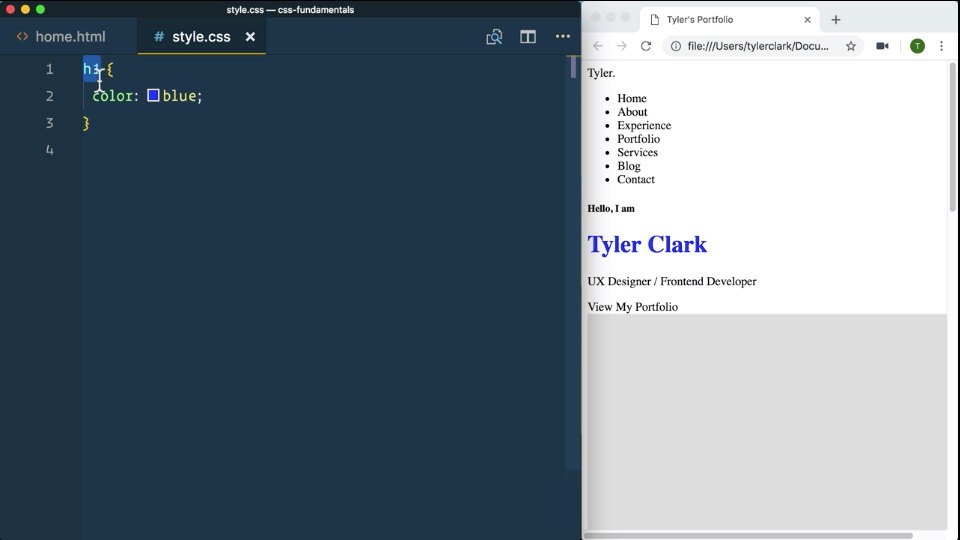 style.css — css-fundamentals
<> home.html
# style.css ×
1 h1 {
2 color: blue;
3 }
4
Tyler's Portfolio ×
file:///Users/tylerclark/Docu...
T
Tyler.
• Home
• About
• Experience
• Portfolio
• Services
• Blog
• Contact
Hello, I am
Tyler Clark
UX Designer / Frontend Developer
View My Portfolio